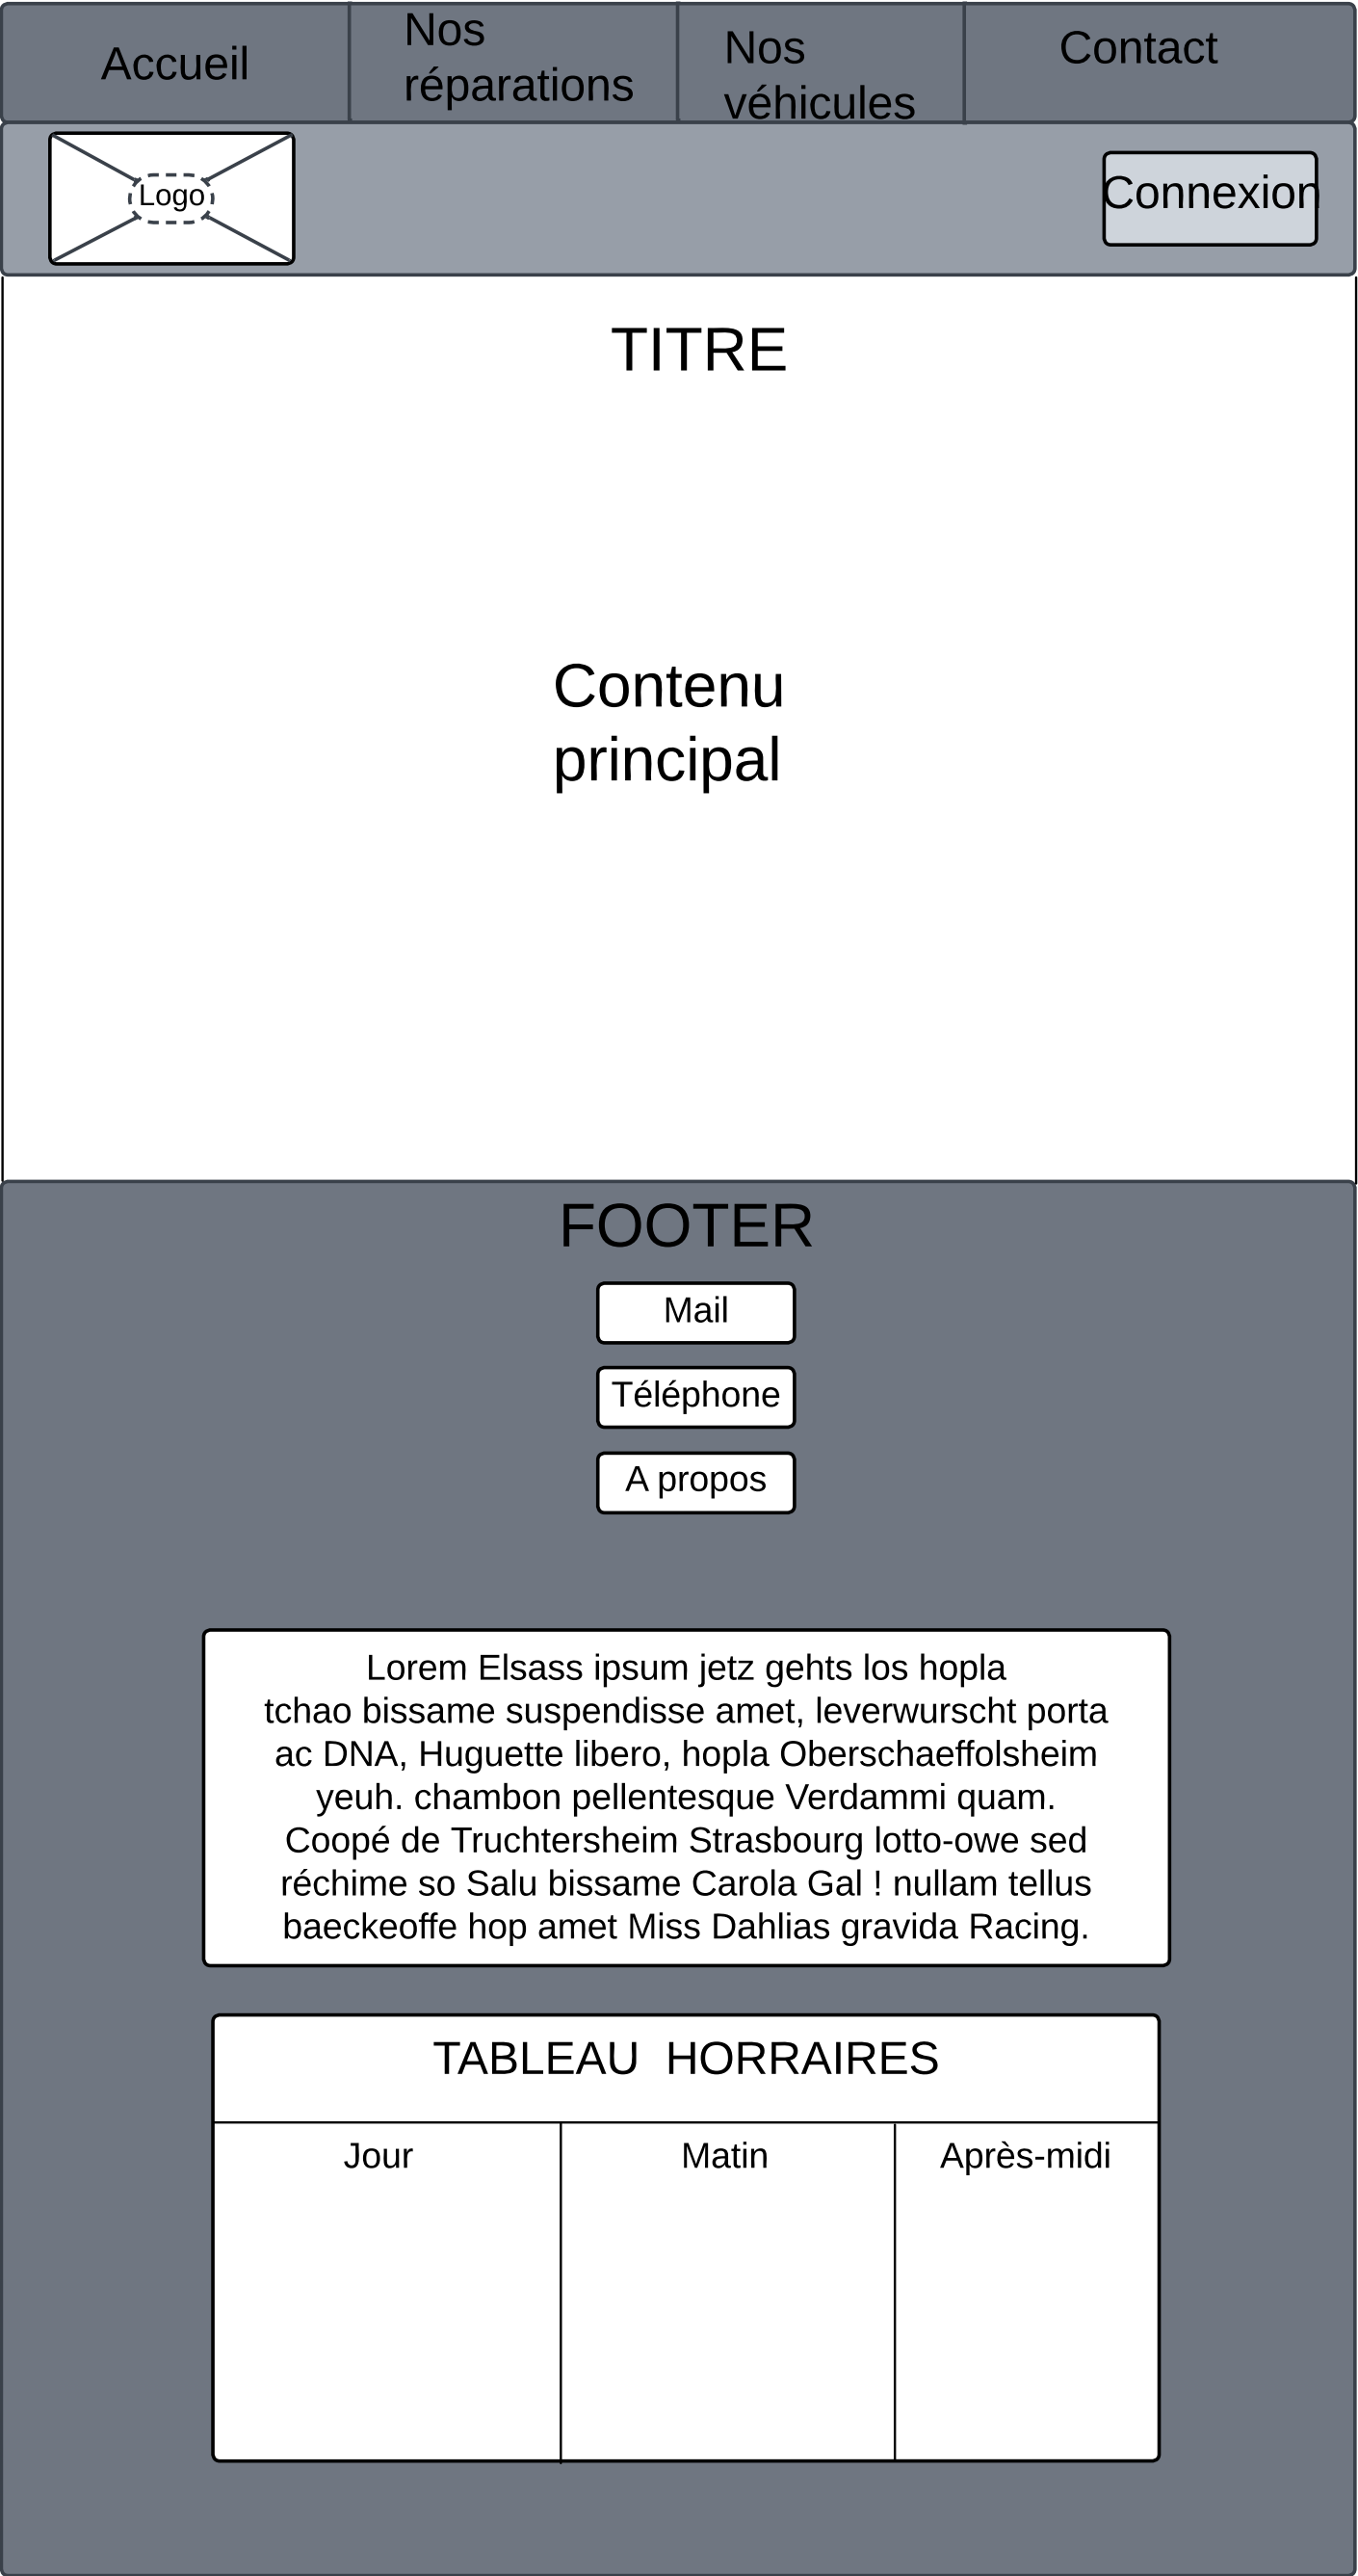 Accueil
Nos
réparations
Nos
véhicules
Contact
Logo
Connexion
TITRE
Contenu
principal
FOOTER
Mail
Téléphone
A propos
Lorem Elsass ipsum jetz gehts los hopla
tchao bissame suspendisse amet, leverwurscht porta
ac DNA, Huguette libero, hopla Oberschaeffolsheim
yeuh. chambon pellentesque Verdammi quam.
Coopé de Truchtersheim Strasbourg lotto-owe sed
réchime so Salu bissame Carola Gal ! nullam tellus
baeckeoffe hop amet Miss Dahlias gravida Racing.
TABLEAU  HORRAIRES
Jour
Matin
Après-midi